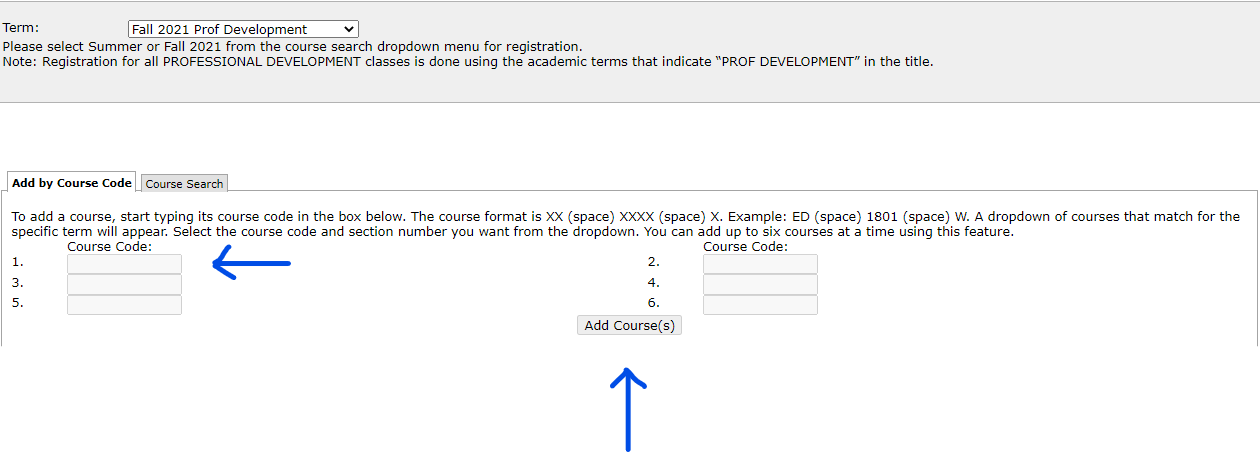 Term: Fall 2021 Prof Development
Please select Summer or Fall 2021 from the course search dropdown menu for registration.
Note: Registration for all PROFESSIONAL DEVELOPMENT classes is done using the academic terms that indicate “PROF DEVELOPMENT” in the title.
Add by Course Code Course Search
To add a course, start typing its course code in the box below. The course format is XX (space) XXXX (space) X. Example: ED (space) 1801 (space) W. A dropdown of courses that match for the
specific term will appear. Select the course code and section number you want from the dropdown. You can add up to six courses at a time using this feature.
Course Code: Course Code:
1. 2.
3. 4.
5. 6.
Add Course(s)